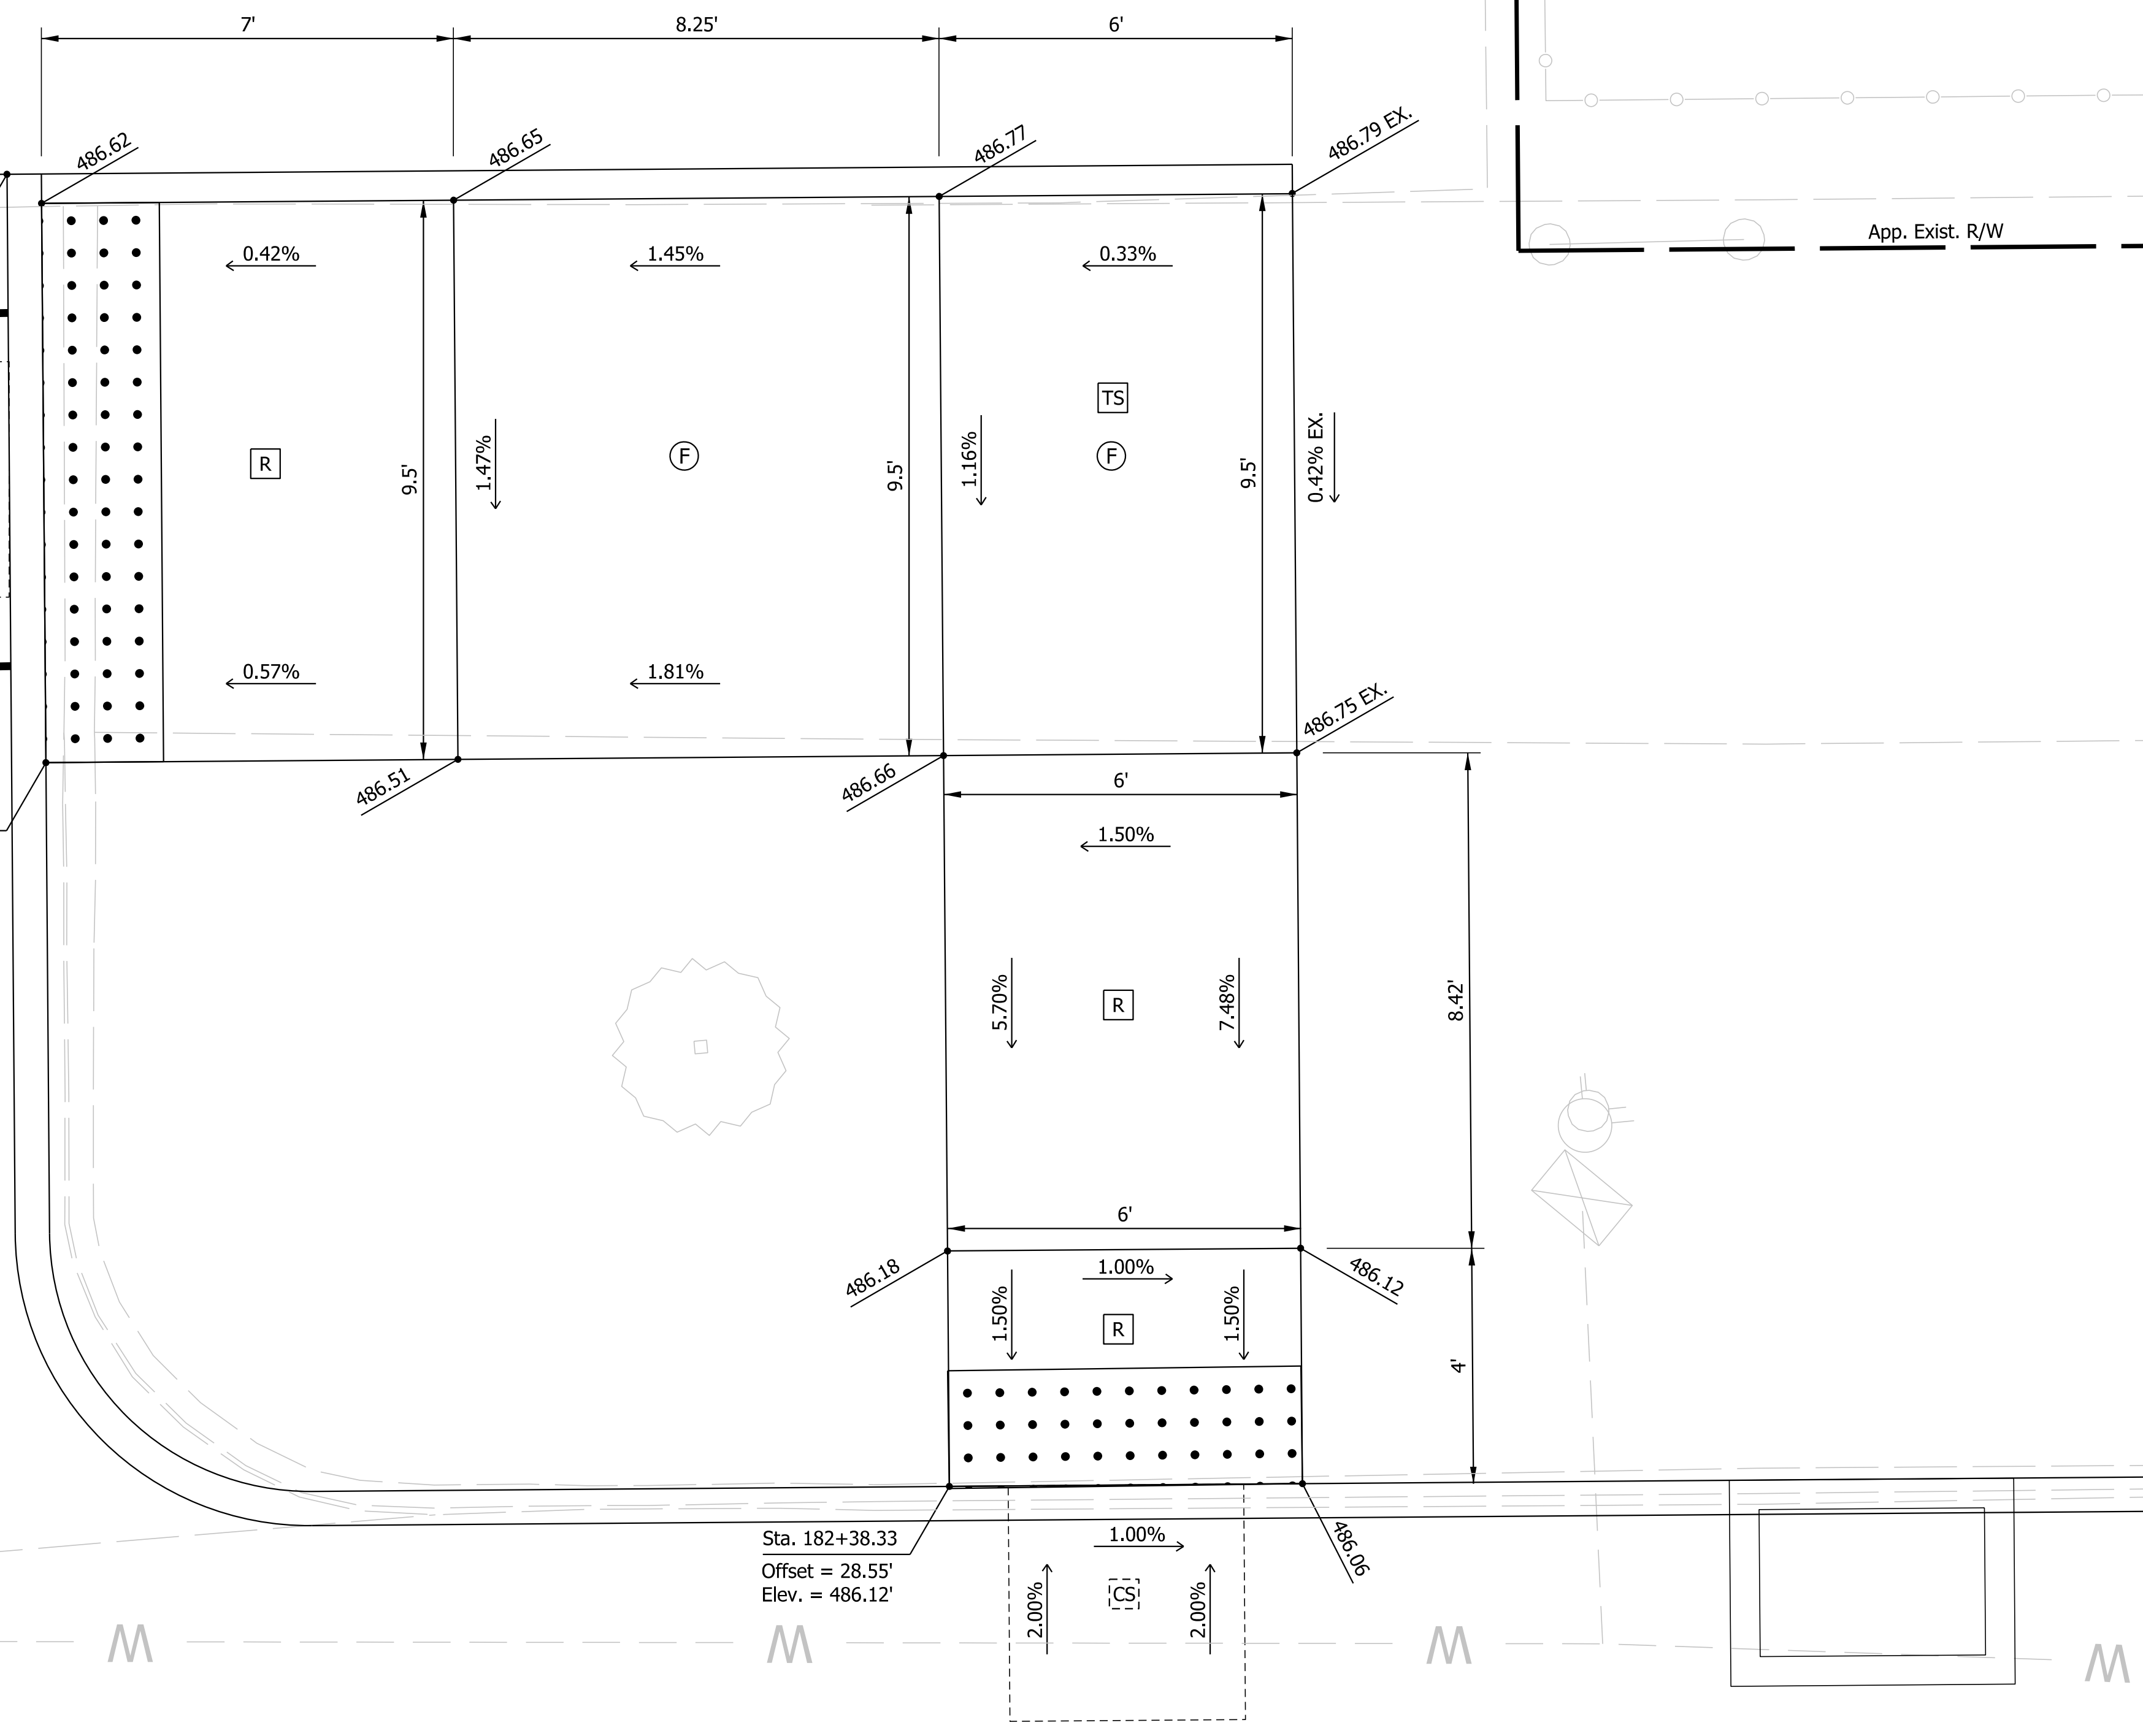 7'
8.25'
6'
486.62
486.65
486.77
486.79 EX.
App. Exist. R/W
0.42%
1.45%
0.33%
TS
R
9.5'
1.47%
F
9.5'
1.16%
F
9.5'
0.42% EX.
0.57%
1.81%
486.75 EX.
486.51
486.66
6'
1.50%
5.70%
R
7.48%
8.42'
6'
486.18
1.00%
486.12
1.50%
R
1.50%
4'
Sta. 182+38.33
Offset = 28.55'
Elev. = 486.12'
1.00%
486.06
2.00%
CS
2.00%
W
W
W
W